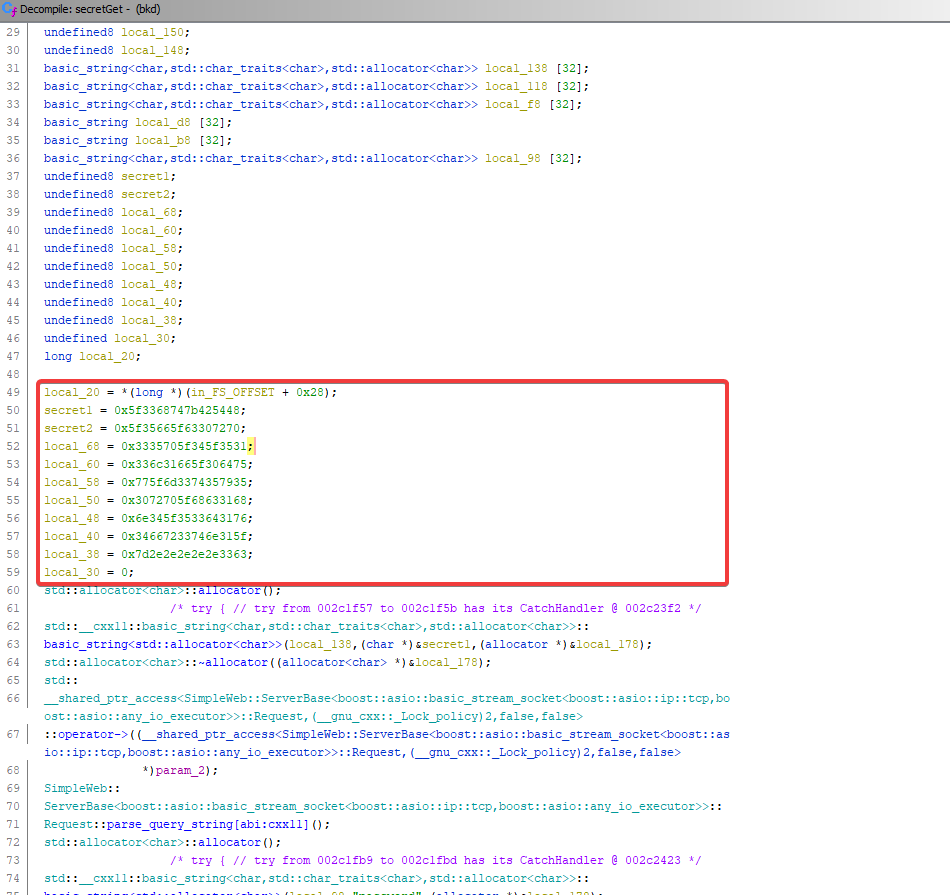 Decompile: secretGet - (bkd)
29 undefined8 local_150;
30 undefined8 local_148;
31 basic_string<char,std::char_traits<char>,std::allocator<char>> local_138 [32];
32 basic_string<char,std::char_traits<char>,std::allocator<char>> local_118 [32];
33 basic_string<char,std::char_traits<char>,std::allocator<char>> local_f8 [32];
34 basic_string local_d8 [32];
35 basic_string local_b8 [32];
36 basic_string<char,std::char_traits<char>,std::allocator<char>> local_98 [32];
37 undefined8 secret1;
38 undefined8 secret2;
39 undefined8 local_68;
40 undefined8 local_60;
41 undefined8 local_58;
42 undefined8 local_50;
43 undefined8 local_48;
44 undefined8 local_40;
45 undefined8 local_38;
46 undefined local_30;
47 long local_20;
48
49 local_20 = *(long *)(in_FS_OFFSET + 0x28);
50 secret1 = 0x5f3368747b425448;
51 secret2 = 0x5f35665f63307270;
52 local_68 = 0x3335705f345f3531;
53 local_60 = 0x336c31665f306475;
54 local_58 = 0x775f6d3374357935;
55 local_50 = 0x3072705f68633168;
56 local_48 = 0x6e345f3533643176;
57 local_40 = 0x34667233746e315f;
58 local_38 = 0x7d2e2e2e2e2e3363;
59 local_30 = 0;
60 std::allocator<char>::allocator();
61 /* try { // try from 002c1f57 to 002c1f5b has its CatchHandler @ 002c23f2 */
62 std::__cxx11::basic_string<char,std::char_traits<char>,std::allocator<char>>::
63 basic_string<std::allocator<char>>(local_138,(char *)&secret1,(allocator *)&local_178);
64 std::allocator<char>::~allocator((allocator<char> *)&local_178);
65 std::
66 __shared_ptr_access<SimpleWeb::ServerBase<boost::asio::basic_stream_socket<boost::asio::ip::tcp,bo
ost::asio::any_io_executor>>::Request,(__gnu_cxx::_Lock_policy)2,false,false>
67 ::operator->((__shared_ptr_access<SimpleWeb::ServerBase<boost::asio::basic_stream_socket<boost::as
io::ip::tcp,boost::asio::any_io_executor>>::Request,(__gnu_cxx::_Lock_policy)2,false,false>
68 *)param_2);
69 SimpleWeb::
70 ServerBase<boost::asio::basic_stream_socket<boost::asio::ip::tcp,boost::asio::any_io_executor>>::
71 Request::parse_query_string[abi:cxx11]();
72 std::allocator<char>::allocator();
73 /* try { // try from 002c1fb9 to 002c1fbd has its CatchHandler @ 002c2423 */
74 std::__cxx11::basic_string<char,std::char_traits<char>,std::allocator<char>>::